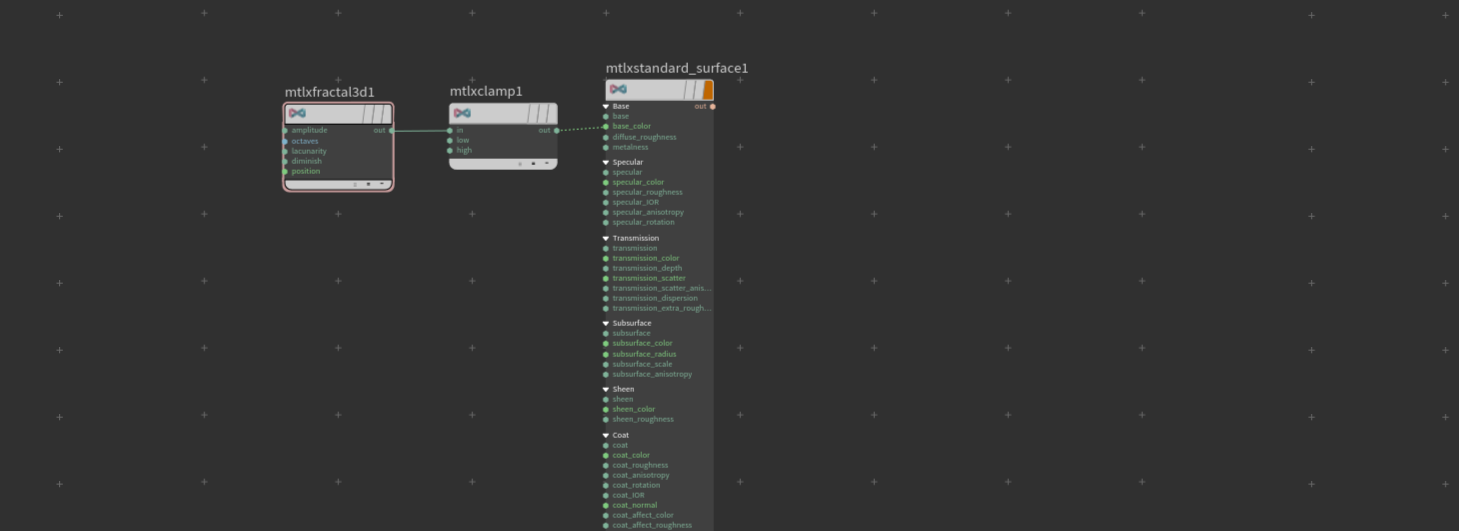 mtlxfractal3d1
amplitude out
octaves
lacunarity
diminish
position
mtlxclamp1
in out
low
high
mtlxstandard_surface1
Base out
base
base_color
diffuse_roughness
metalness
Specular
specular
specular_color
specular_roughness
specular_IOR
specular_anisotropy
specular_rotation
Transmission
transmission
transmission_color
transmission_depth
transmission_scatter
transmission_scatter_anis...
transmission_dispersion
transmission_extra_rough...
Subsurface
subsurface
subsurface_color
subsurface_radius
subsurface_scale
subsurface_anisotropy
Sheen
sheen
sheen_color
sheen_roughness
Coat
coat
coat_color
coat_roughness
coat_anisotropy
coat_rotation
coat_IOR
coat_normal
coat_affect_color
coat_affect_roughness